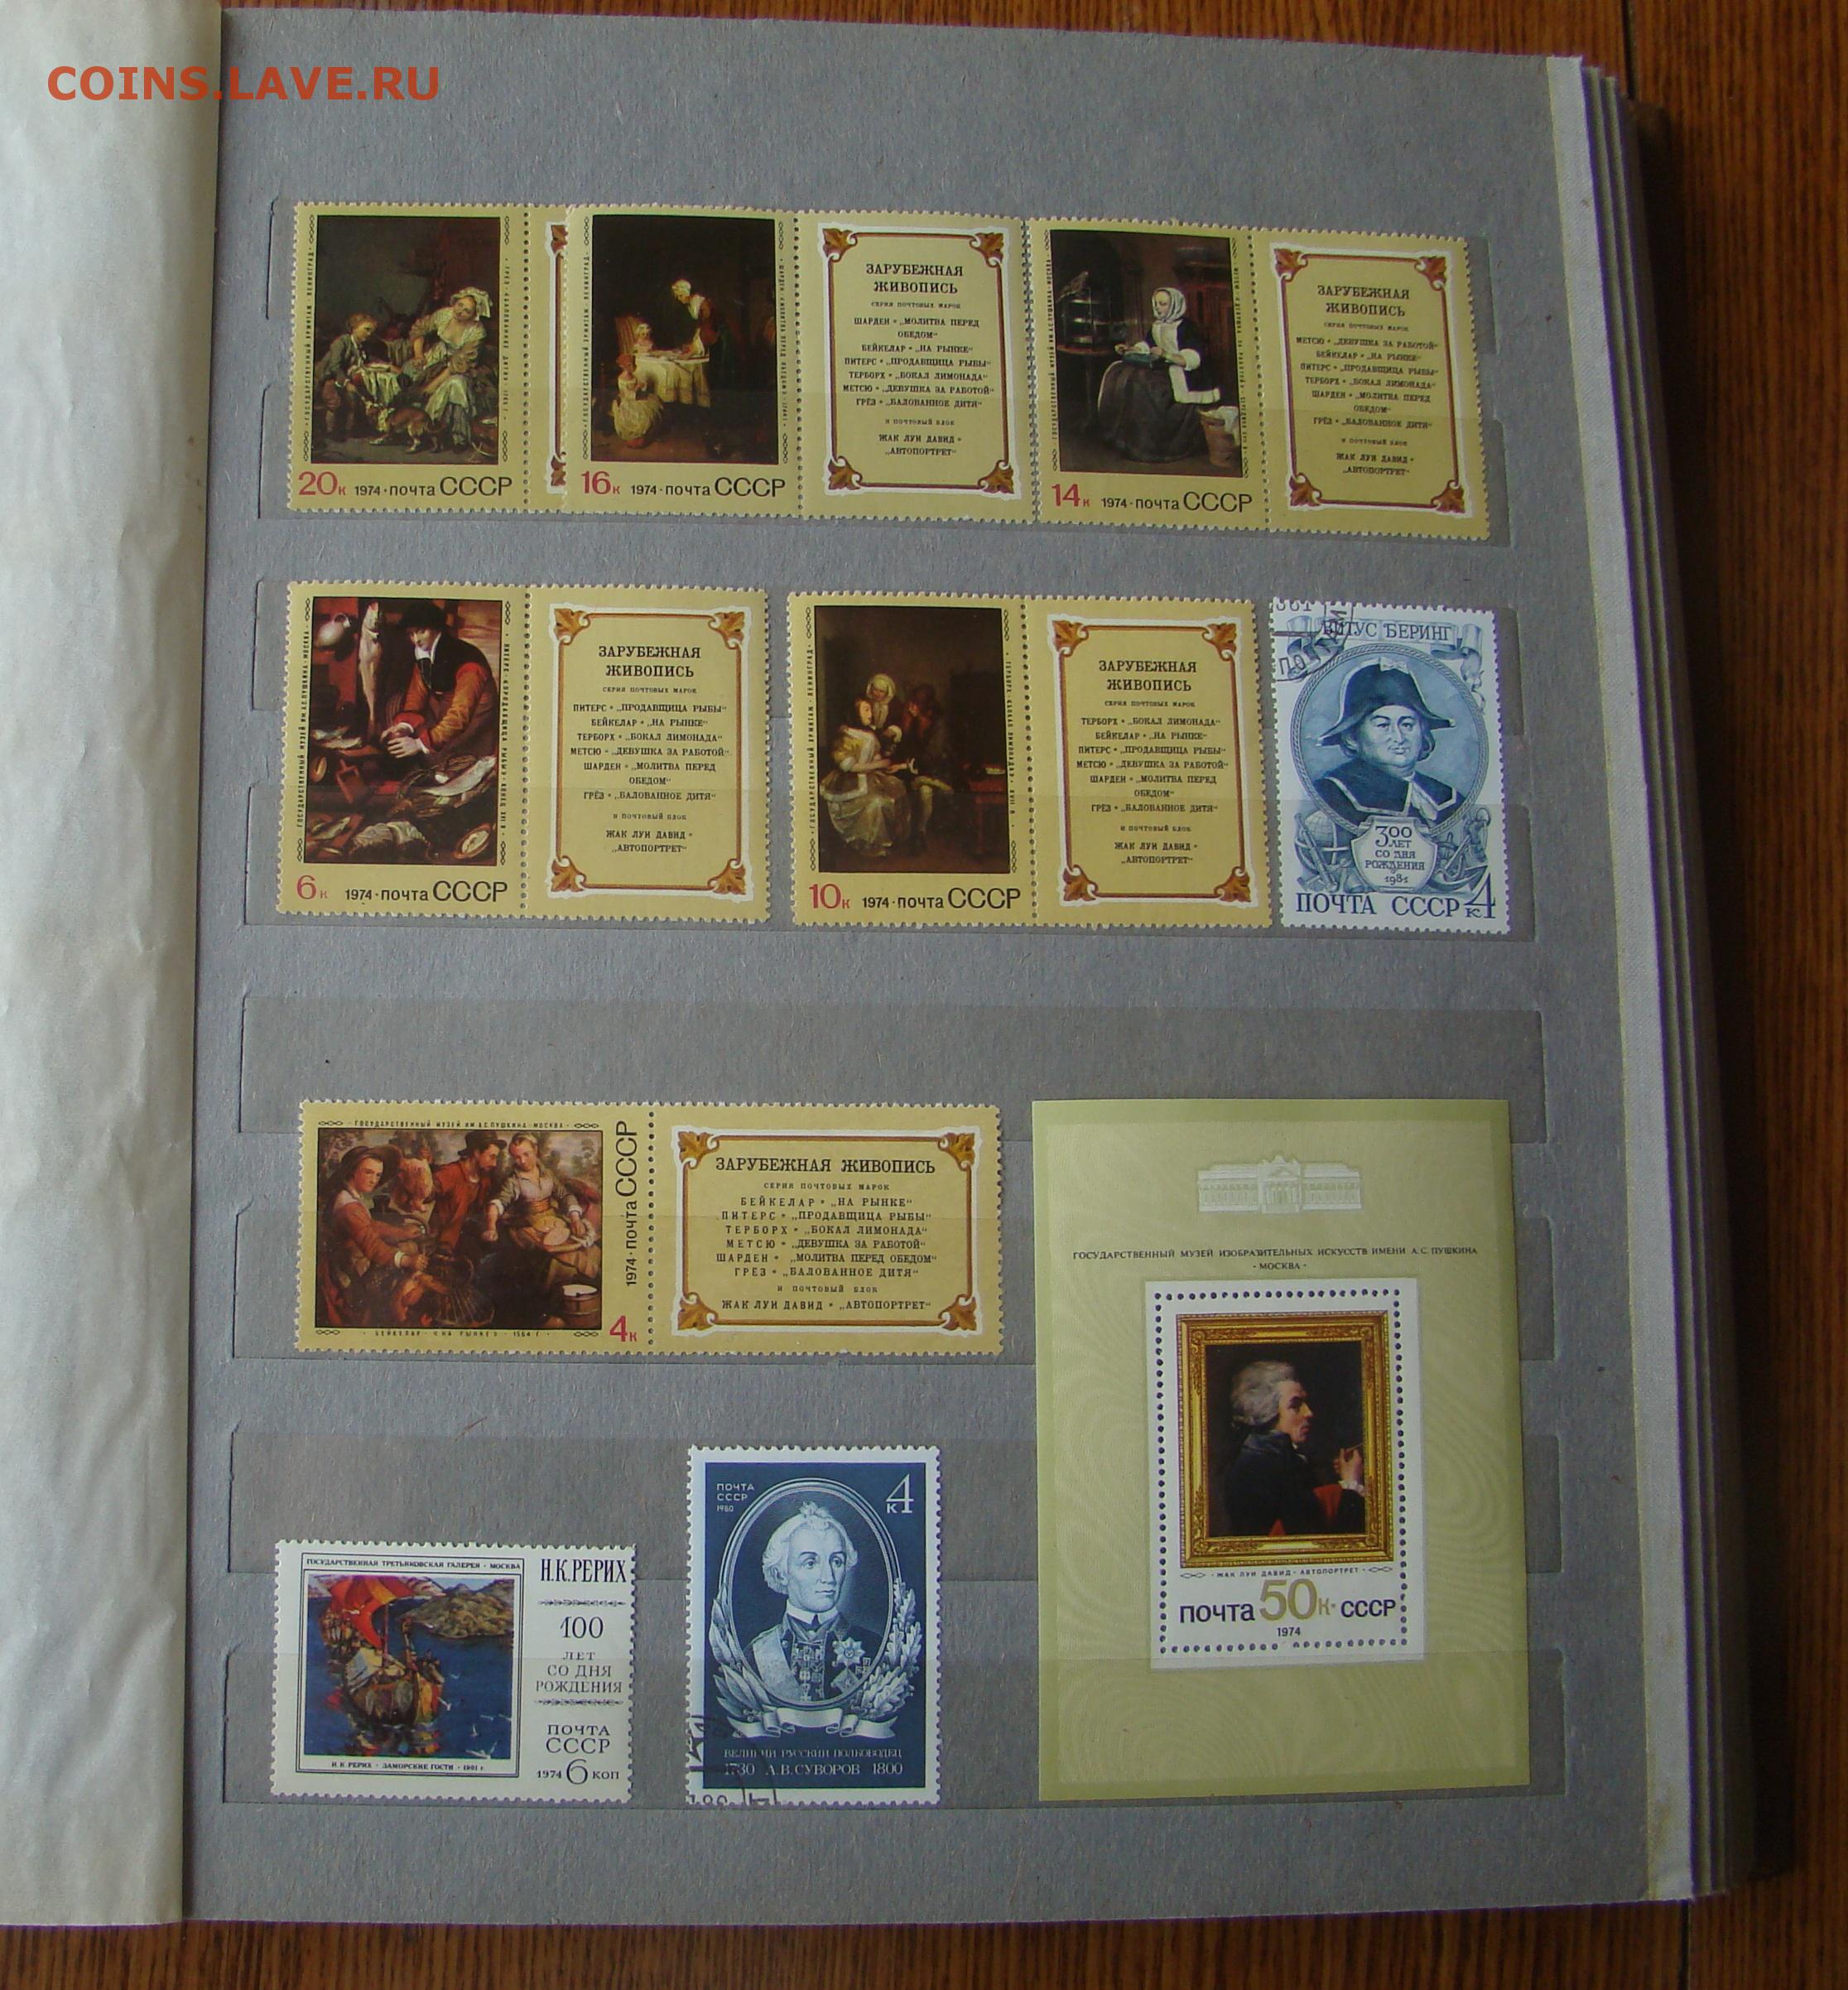 COINS.LAVE.RU
20к 1974·почта СССР
16к 1974·почта СССР
ЗАРУБЕЖНАЯ
ЖИВОПИСЬ
СЕРИЯ ПОЧТОВЫХ МАРОК
ШАРДЕН • „МОЛИТВА ПЕРЕД
ОБЕДОМ“
БЕЙКЕЛАР • „НА РЫНКЕ“
ПИТЕРС • „ПРОДАВЩИЦА РЫБЫ“
ТЕРБОРХ • „БОКАЛ ЛИМОНАДА“
МЕТСЮ • „ДЕВУШКА ЗА РАБОТОЙ“
ГРЁЗ • „БАЛОВАННОЕ ДИТЯ“
И ПОЧТОВЫЙ БЛОК
ЖАК ЛУИ ДАВИД •
„АВТОПОРТРЕТ“
14к 1974·почта СССР
ЗАРУБЕЖНАЯ
ЖИВОПИСЬ
СЕРИЯ ПОЧТОВЫХ МАРОК
МЕТСЮ • „ДЕВУШКА ЗА РАБОТОЙ“
БЕЙКЕЛАР • „НА РЫНКЕ“
ПИТЕРС • „ПРОДАВЩИЦА РЫБЫ“
ТЕРБОРХ • „БОКАЛ ЛИМОНАДА“
ШАРДЕН • „МОЛИТВА ПЕРЕД
ОБЕДОМ“
ГРЁЗ • „БАЛОВАННОЕ ДИТЯ“
И ПОЧТОВЫЙ БЛОК
ЖАК ЛУИ ДАВИД •
„АВТОПОРТРЕТ“
6к 1974·почта СССР
ЗАРУБЕЖНАЯ
ЖИВОПИСЬ
СЕРИЯ ПОЧТОВЫХ МАРОК
ПИТЕРС • „ПРОДАВЩИЦА РЫБЫ“
БЕЙКЕЛАР • „НА РЫНКЕ“
ТЕРБОРХ • „БОКАЛ ЛИМОНАДА“
МЕТСЮ • „ДЕВУШКА ЗА РАБОТОЙ“
ШАРДЕН • „МОЛИТВА ПЕРЕД
ОБЕДОМ“
ГРЁЗ • „БАЛОВАННОЕ ДИТЯ“
И ПОЧТОВЫЙ БЛОК
ЖАК ЛУИ ДАВИД •
„АВТОПОРТРЕТ“
10к 1974·почта СССР
ЗАРУБЕЖНАЯ
ЖИВОПИСЬ
СЕРИЯ ПОЧТОВЫХ МАРОК
ТЕРБОРХ • „БОКАЛ ЛИМОНАДА“
БЕЙКЕЛАР • „НА РЫНКЕ“
ПИТЕРС • „ПРОДАВЩИЦА РЫБЫ“
МЕТСЮ • „ДЕВУШКА ЗА РАБОТОЙ“
ШАРДЕН • „МОЛИТВА ПЕРЕД
ОБЕДОМ“
ГРЁЗ • „БАЛОВАННОЕ ДИТЯ“
И ПОЧТОВЫЙ БЛОК
ЖАК ЛУИ ДАВИД •
„АВТОПОРТРЕТ“
ВИТУС БЕРИНГ
300
ЛЕТ
СО ДНЯ
РОЖДЕНИЯ
1981
ПОЧТА СССР 4к
ГОСУДАРСТВЕННЫЙ МУЗЕЙ ИМ А.С.ПУШКИНА·МОСКВА
1974·почта СССР
БЕЙКЕЛАР «НА РЫНКЕ» · 1564 Г.
4к
ЗАРУБЕЖНАЯ ЖИВОПИСЬ
СЕРИЯ ПОЧТОВЫХ МАРОК
БЕЙКЕЛАР • „НА РЫНКЕ“
ПИТЕРС • „ПРОДАВЩИЦА РЫБЫ“
ТЕРБОРХ • „БОКАЛ ЛИМОНАДА“
МЕТСЮ • „ДЕВУШКА ЗА РАБОТОЙ“
ШАРДЕН • „МОЛИТВА ПЕРЕД ОБЕДОМ“
ГРЁЗ • „БАЛОВАННОЕ ДИТЯ“
И ПОЧТОВЫЙ БЛОК
ЖАК ЛУИ ДАВИД • „АВТОПОРТРЕТ“
ГОСУДАРСТВЕННЫЙ МУЗЕЙ ИЗОБРАЗИТЕЛЬНЫХ ИСКУССТВ ИМЕНИ А.С.ПУШКИНА
·МОСКВА·
·ЖАК ЛУИ ДАВИД·АВТОПОРТРЕТ·
ПОЧТА 50К·СССР
1974
ГОСУДАРСТВЕННАЯ ТРЕТЬЯКОВСКАЯ ГАЛЕРЕЯ · МОСКВА
Н.К.РЕРИХ · ЗАМОРСКИЕ ГОСТИ · 1901 г
Н.К.РЕРИХ
100
ЛЕТ
СО ДНЯ
РОЖДЕНИЯ
ПОЧТА
СССР
1974 6 КОП
ПОЧТА
СССР
1980
4к
ВЕЛИКИЙ РУССКИЙ ПОЛКОВОДЕЦ
1730 А.В.СУВОРОВ 1800